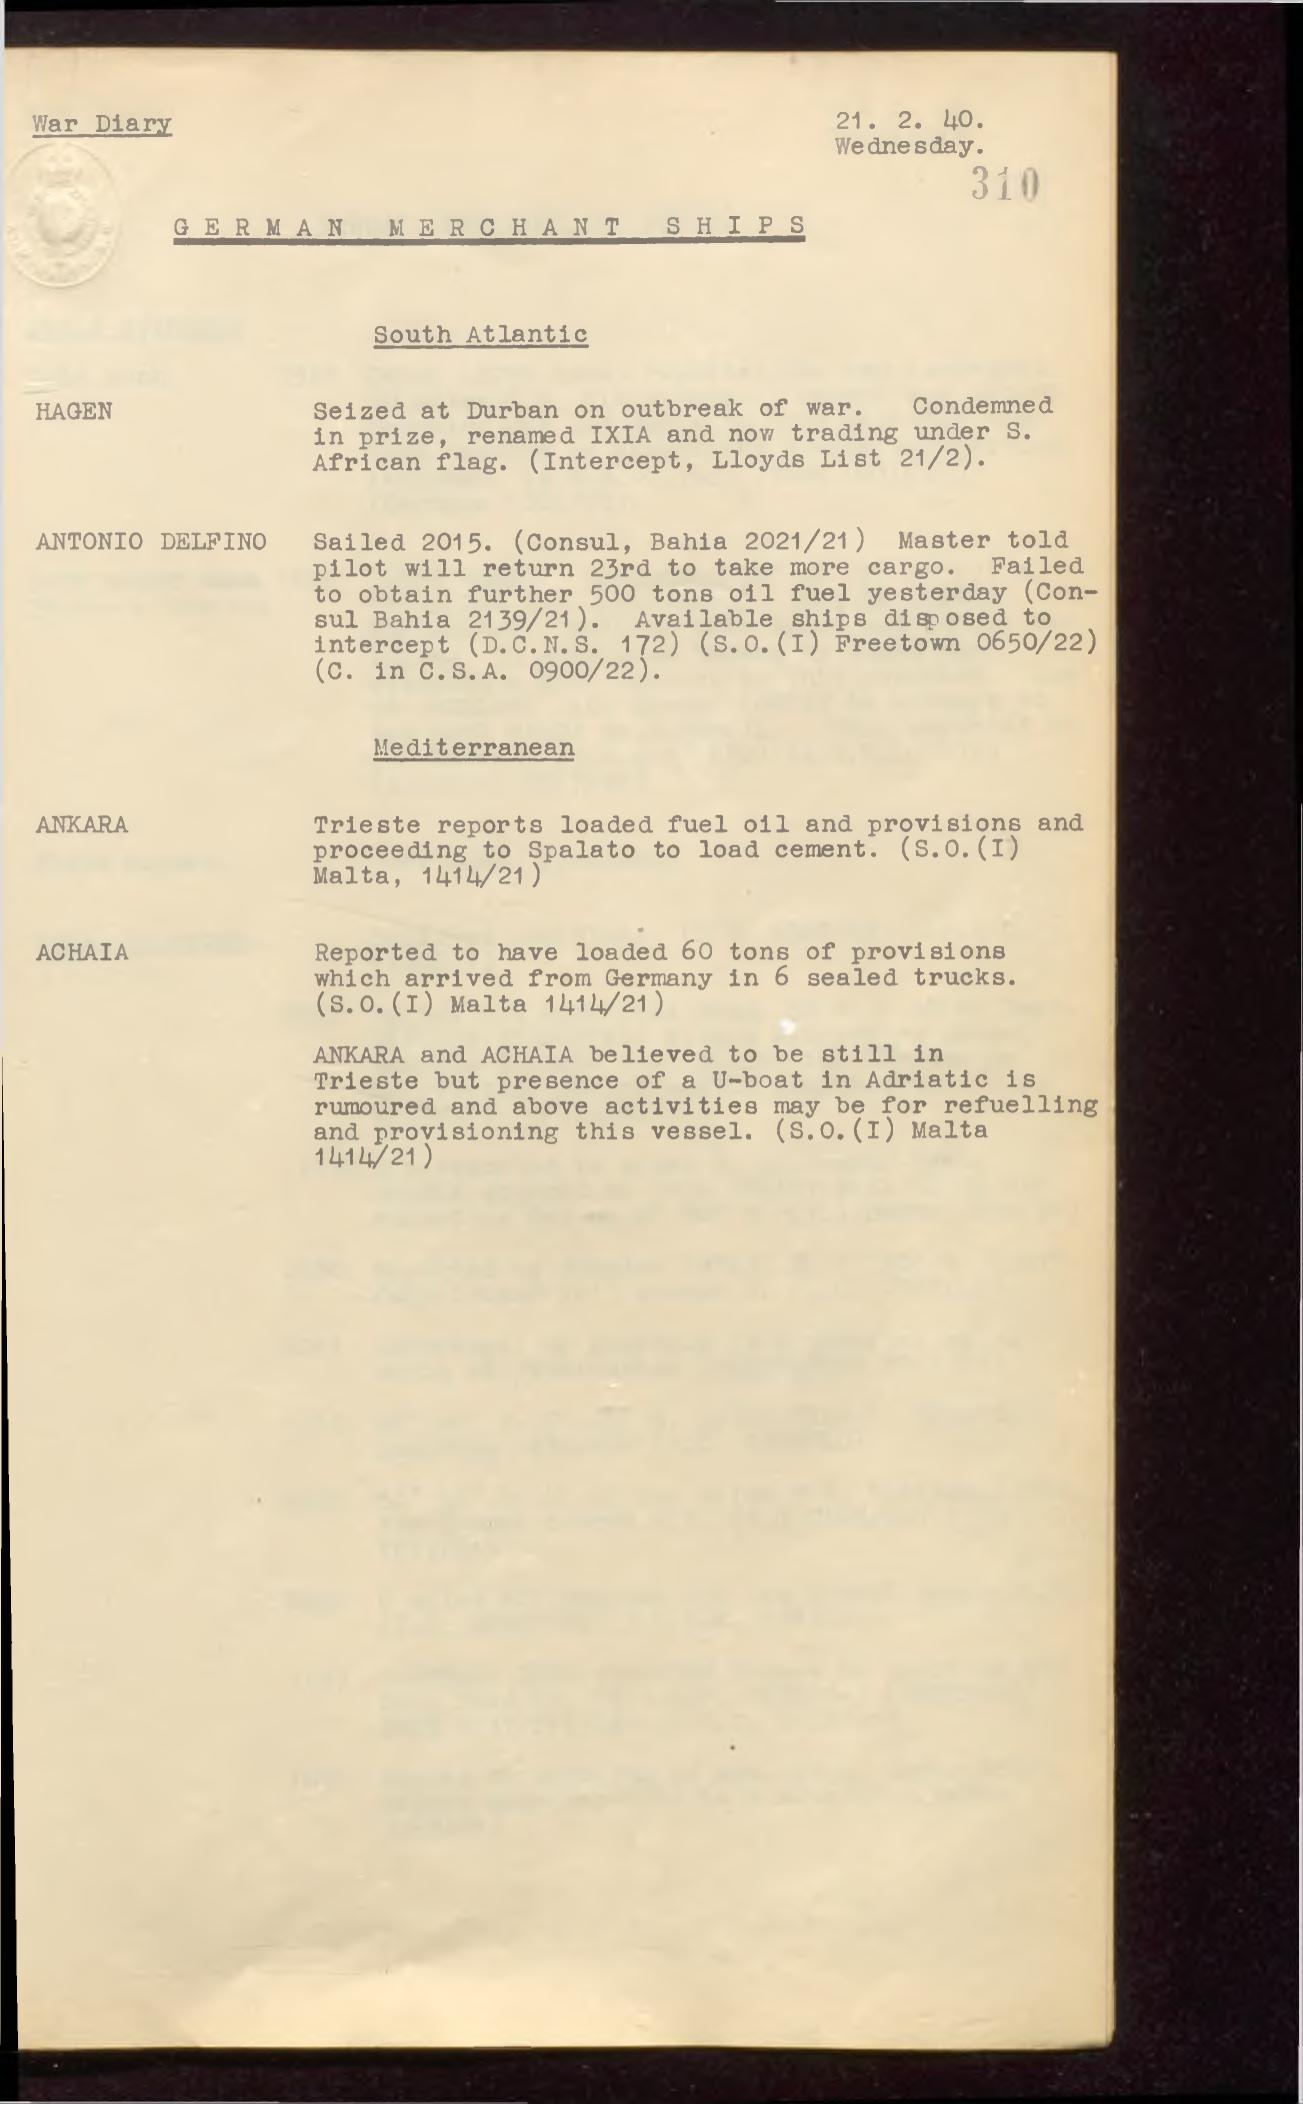 War Diary
21. 2. 40.
Wednesday.
310
GERMAN MERCHANT SHIPS
South Atlantic
HAGEN Seized at Durban on outbreak of war. Condemned
in prize, renamed IXIA and now trading under S.
African flag. (Intercept, Lloyds List 21/2).
ANTONIO DELFINO Sailed 2015. (Consul, Bahia 2021/21) Master told
pilot will return 23rd to take more cargo. Failed
to obtain further 500 tons oil fuel yesterday (Con-
sul Bahia 2139/21). Available ships disposed to
intercept (D.C.N.S. 172) (S.O.(I) Freetown 0650/22)
(C. in C.S.A. 0900/22).
Mediterranean
ANKARA Trieste reports loaded fuel oil and provisions and
proceeding to Spalato to load cement. (S.O.(I)
Malta, 1414/21)
ACHAIA Reported to have loaded 60 tons of provisions
which arrived from Germany in 6 sealed trucks.
(S.O.(I) Malta 1414/21)
ANKARA and ACHAIA believed to be still in
Trieste but presence of a U-boat in Adriatic is
rumoured and above activities may be for refuelling
and provisioning this vessel. (S.O.(I) Malta
1414/21)